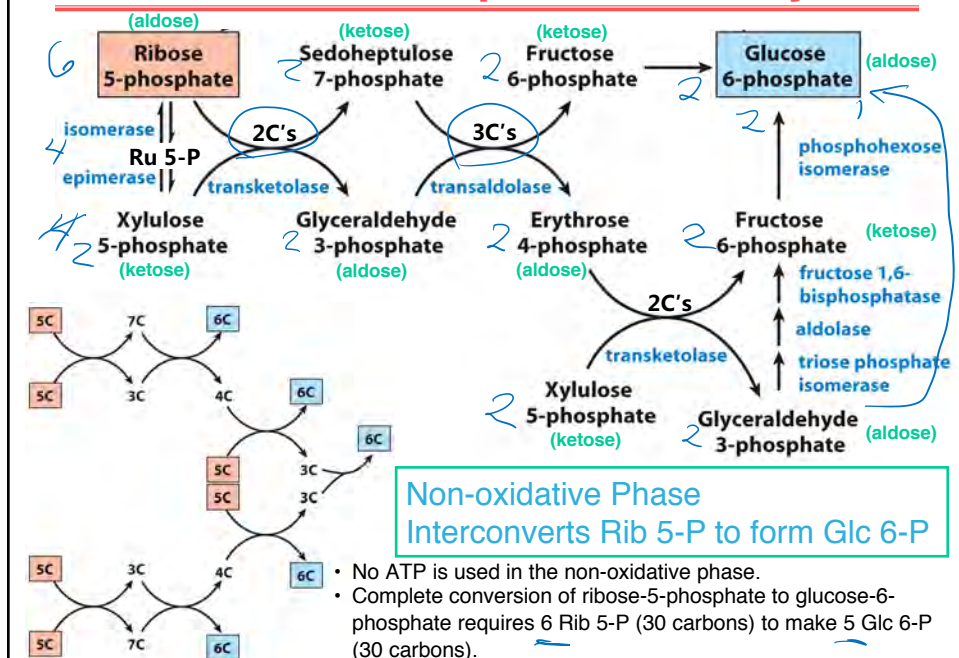 (aldose)
(ketose)
(ketose)
6
Ribose
5-phosphate
2
Sedoheptulose
7-phosphate
2
Fructose
6-phosphate
2
Glucose
6-phosphate
(aldose)
2
1
isomerase
4
Ru 5-P
epimerase
2C's
transketolase
3C's
transaldolase
phosphohexose
isomerase
4
2
Xylulose
5-phosphate
(ketose)
2
Glyceraldehyde
3-phosphate
(aldose)
2
Erythrose
4-phosphate
(aldose)
2
Fructose
6-phosphate
(ketose)
fructose 1,6-
bisphosphatase
aldolase
triose phosphate
isomerase
2C's
transketolase
2
Xylulose
5-phosphate
(ketose)
2
Glyceraldehyde
3-phosphate
(aldose)
5C
7C
6C
5C
3C
4C
6C
6C
5C
3C
5C
3C
5C
3C
4C
6C
5C
7C
6C
Non-oxidative Phase
Interconverts Rib 5-P to form Glc 6-P
• No ATP is used in the non-oxidative phase.
• Complete conversion of ribose-5-phosphate to glucose-6-
phosphate requires 6 Rib 5-P (30 carbons) to make 5 Glc 6-P
(30 carbons).